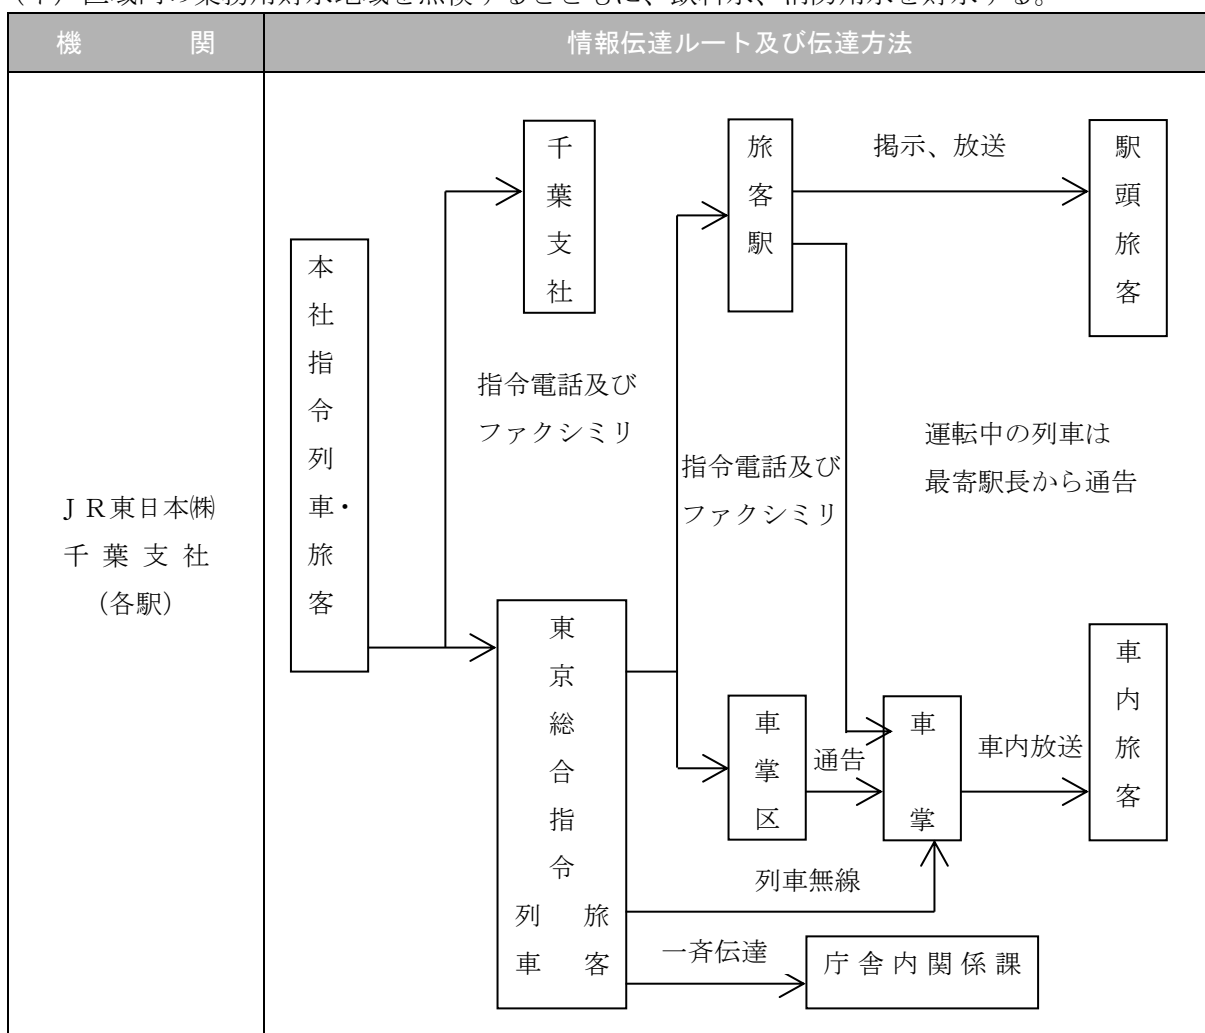 機関
情報伝達ルート及び伝達方法
ＪＲ東日本㈱
千葉支社
（各駅）
本社指令列車・旅客
千葉支社
指令電話及び
ファクシミリ
東京総合指令
列車
旅客
旅客駅
指令電話及び
ファクシミリ
掲示、放送
駅頭旅客
運転中の列車は
最寄駅長から通告
車掌区
通告
車掌
車内放送
車内旅客
列車無線
一斉伝達
庁舎内関係課